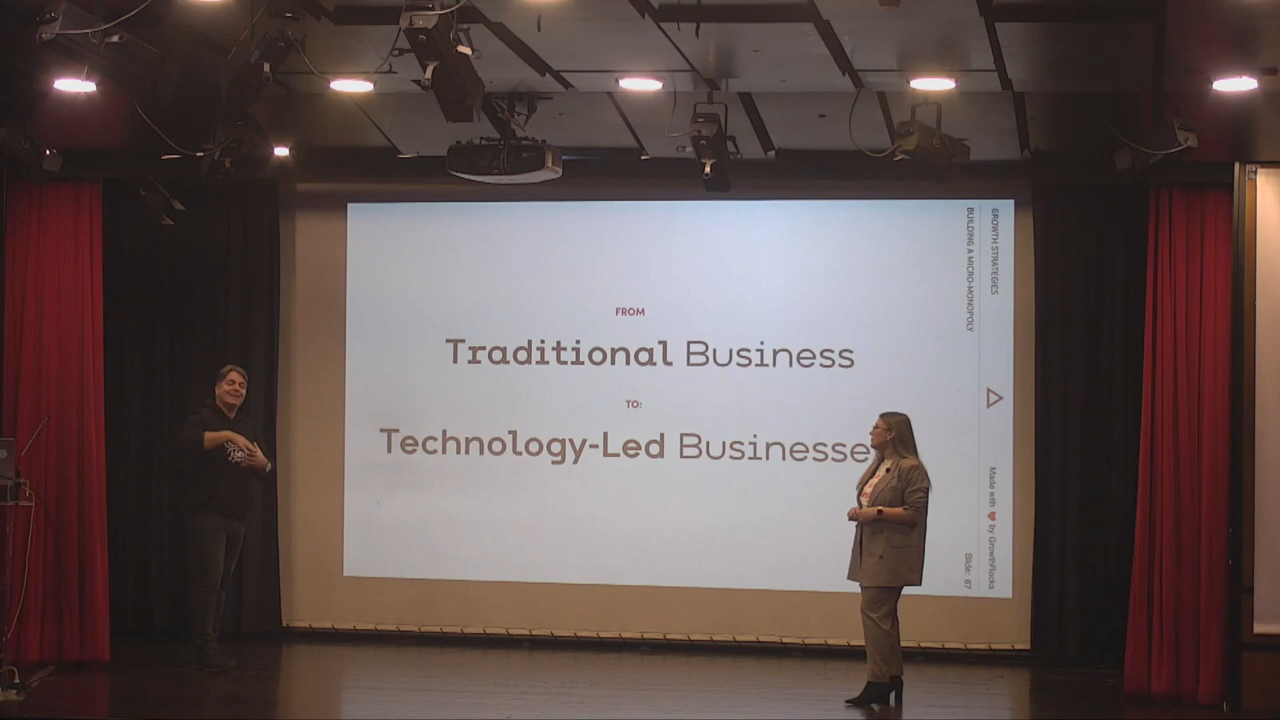 FROM
Traditional Business
TO:
Technology-Led Businesse
GROWTH STRATEGIES
BUILDING A MICRO-MONOPOLY
Made with ❤ by GrowthRocks
Slide: 67